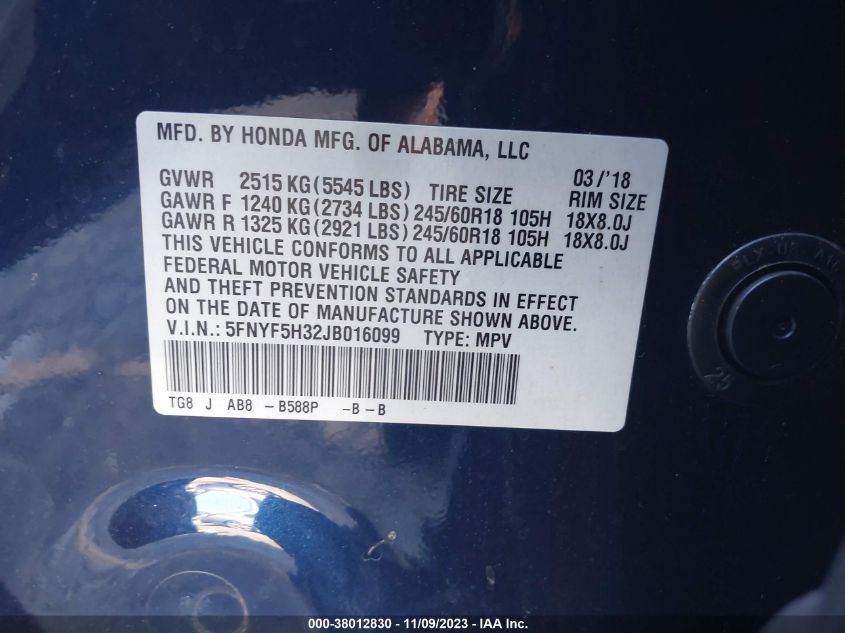 MFD. BY HONDA MFG. OF ALABAMA, LLC
03/'18
GVWR 2515 KG (5545 LBS) TIRE SIZE RIM SIZE
GAWR F 1240 KG (2734 LBS) 245/60R18 105H 18X8.0J
GAWR R 1325 KG (2921 LBS) 245/60R18 105H 18X8.0J
THIS VEHICLE CONFORMS TO ALL APPLICABLE
FEDERAL MOTOR VEHICLE SAFETY
AND THEFT PREVENTION STANDARDS IN EFFECT
ON THE DATE OF MANUFACTURE SHOWN ABOVE.
V.I.N.: 5FNYF5H32JB016099 TYPE: MPV
TG8 J AB8 -B588P -B-B
25
000-38012830 - 11/09/2023 - IAA Inc.